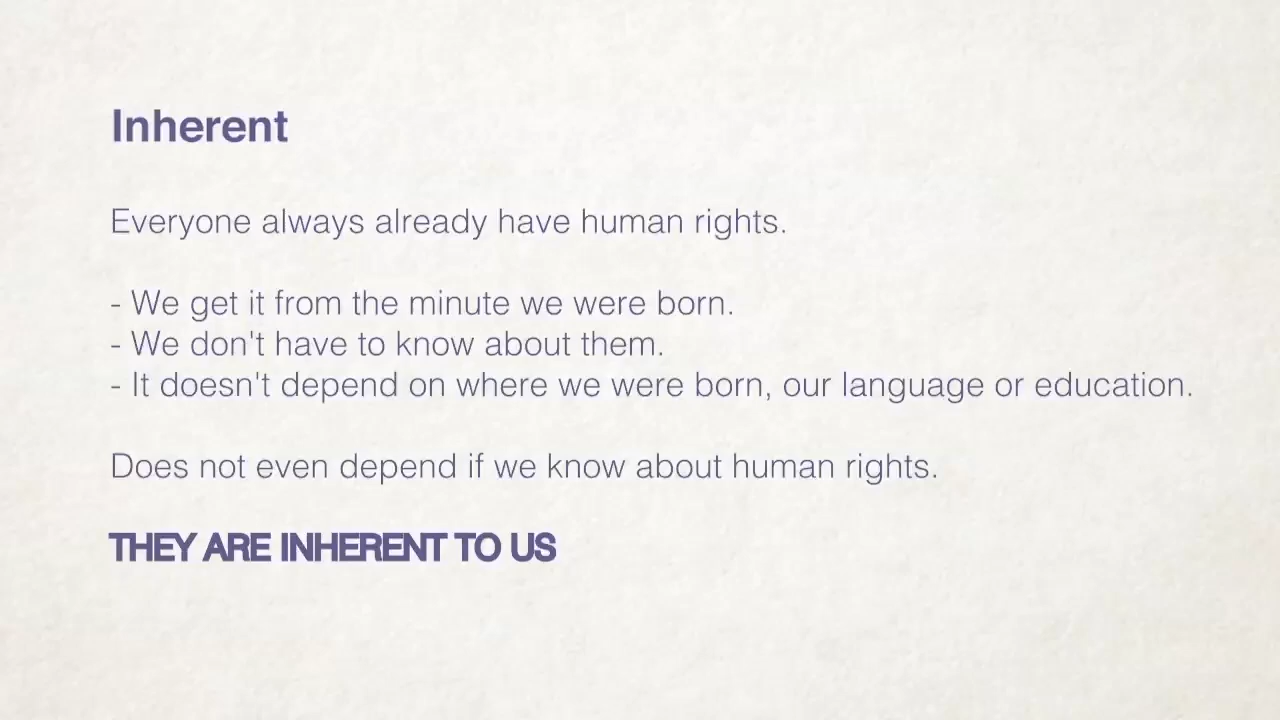 Inherent
Everyone always already have human rights.
- We get it from the minute we were born.
- We don't have to know about them.
- It doesn't depend on where we were born, our language or education.
Does not even depend if we know about human rights.
THEY ARE INHERENT TO US